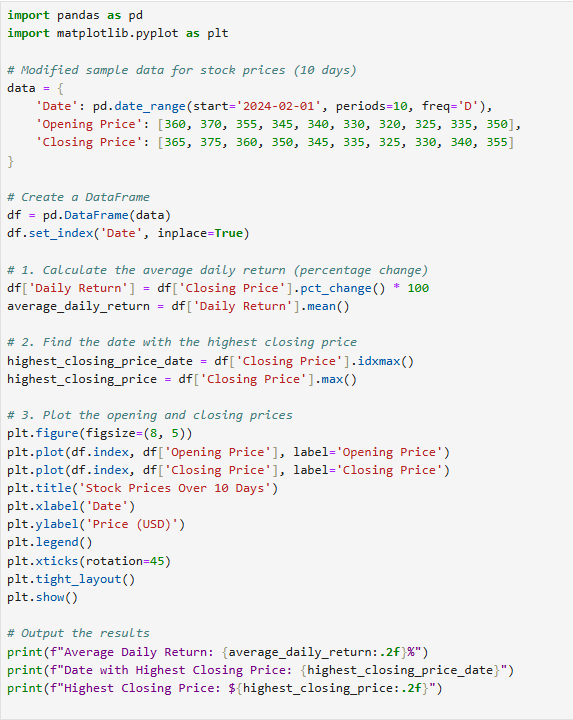 import pandas as pd
import matplotlib.pyplot as plt

# Modified sample data for stock prices (10 days)
data = {
    'Date': pd.date_range(start='2024-02-01', periods=10, freq='D'),
    'Opening Price': [360, 370, 355, 345, 340, 330, 320, 325, 335, 350],
    'Closing Price': [365, 375, 360, 350, 345, 335, 325, 330, 340, 355]
}

# Create a DataFrame
df = pd.DataFrame(data)
df.set_index('Date', inplace=True)

# 1. Calculate the average daily return (percentage change)
df['Daily Return'] = df['Closing Price'].pct_change() * 100
average_daily_return = df['Daily Return'].mean()

# 2. Find the date with the highest closing price
highest_closing_price_date = df['Closing Price'].idxmax()
highest_closing_price = df['Closing Price'].max()

# 3. Plot the opening and closing prices
plt.figure(figsize=(8, 5))
plt.plot(df.index, df['Opening Price'], label='Opening Price')
plt.plot(df.index, df['Closing Price'], label='Closing Price')
plt.title('Stock Prices Over 10 Days')
plt.xlabel('Date')
plt.ylabel('Price (USD)')
plt.legend()
plt.xticks(rotation=45)
plt.tight_layout()
plt.show()

# Output the results
print(f"Average Daily Return: {average_daily_return:.2f}%")
print(f"Date with Highest Closing Price: {highest_closing_price_date}")
print(f"Highest Closing Price: ${highest_closing_price:.2f}")